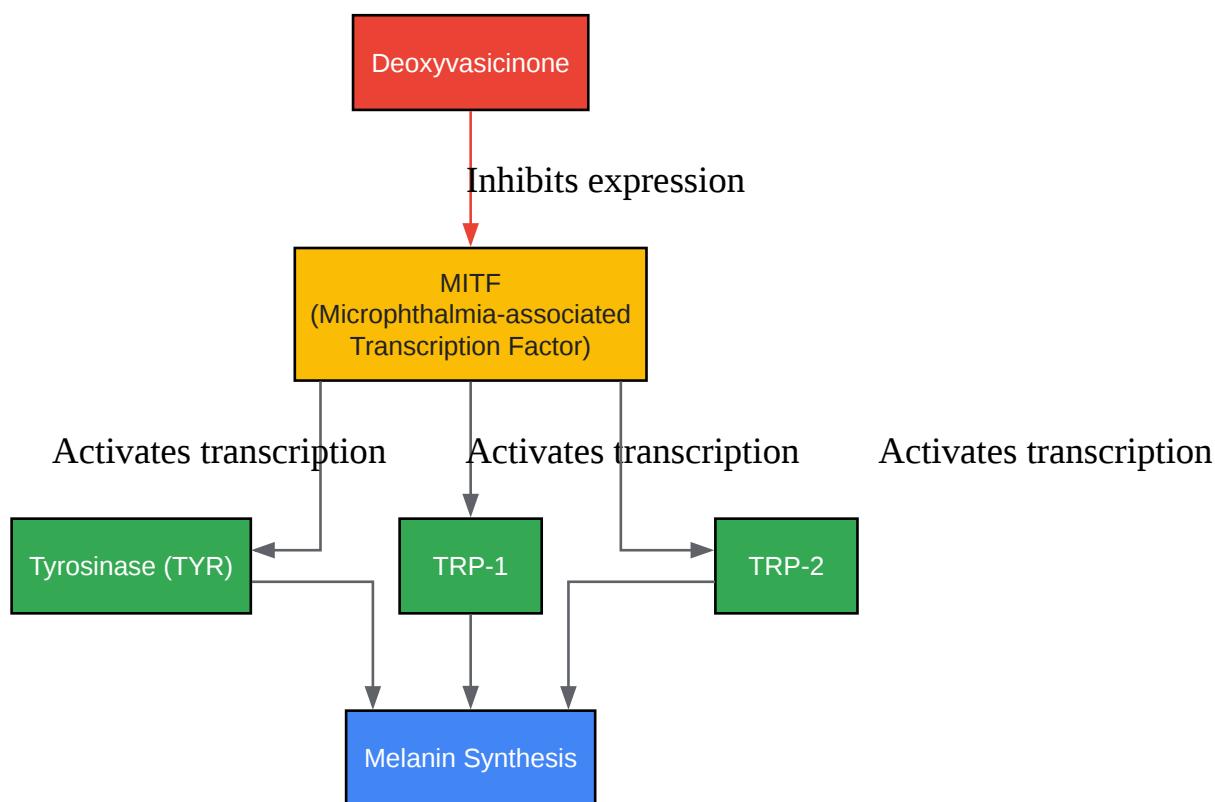 Deoxyvasicinone
Inhibits expression
MITF
(Microphthalmia-associated
Transcription Factor)
Activates transcription
Activates transcription
Activates transcription
Tyrosinase (TYR)
TRP-1
TRP-2
Melanin Synthesis